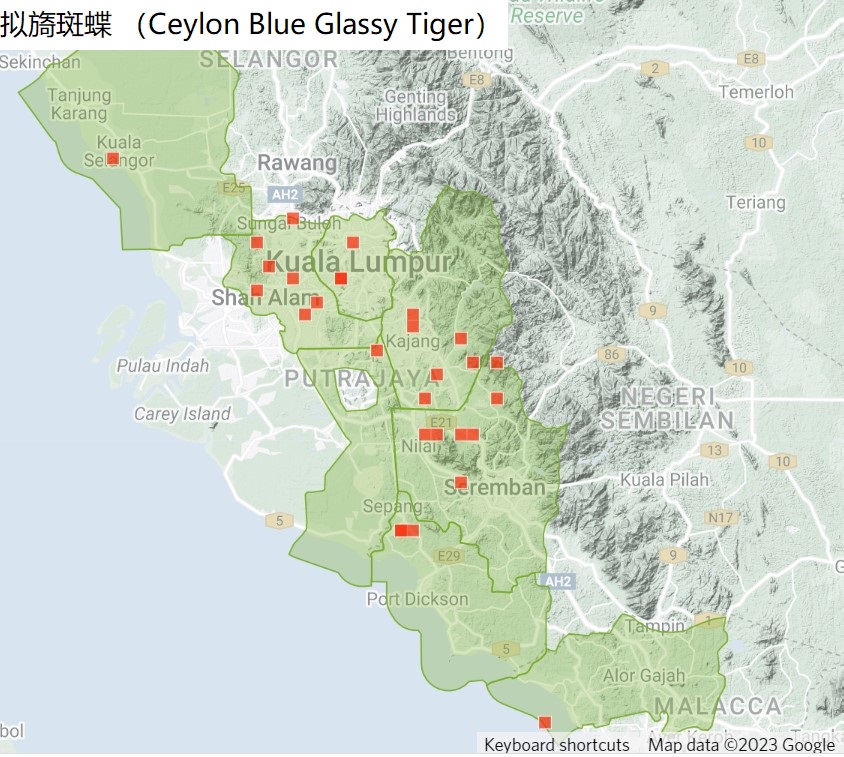 拟旖斑蝶 （Ceylon Blue Glassy Tiger）
Reserve
Sekinchan
SELANGOR
Bentong
E8
2
E8
Temerloh
Tanjung
Karang
Genting
Highlands
Kuala
Selangor
10
Rawang
E25
AH2
Teriang
Sungai Buloh
Kuala Lumpur
Shah Alam
9
Kajang
86
Pulau Indah
10
PUTRAJAYA
NEGERI
SEMBILAN
Carey Island
E21
Nilai
13
10
Seremban
Kuala Pilah
Sepang
5
N17
E29
9
AH2
Port Dickson
Tampin
1
5
Alor Gajah
MALACCA
Keyboard shortcuts
Map data ©2023 Google